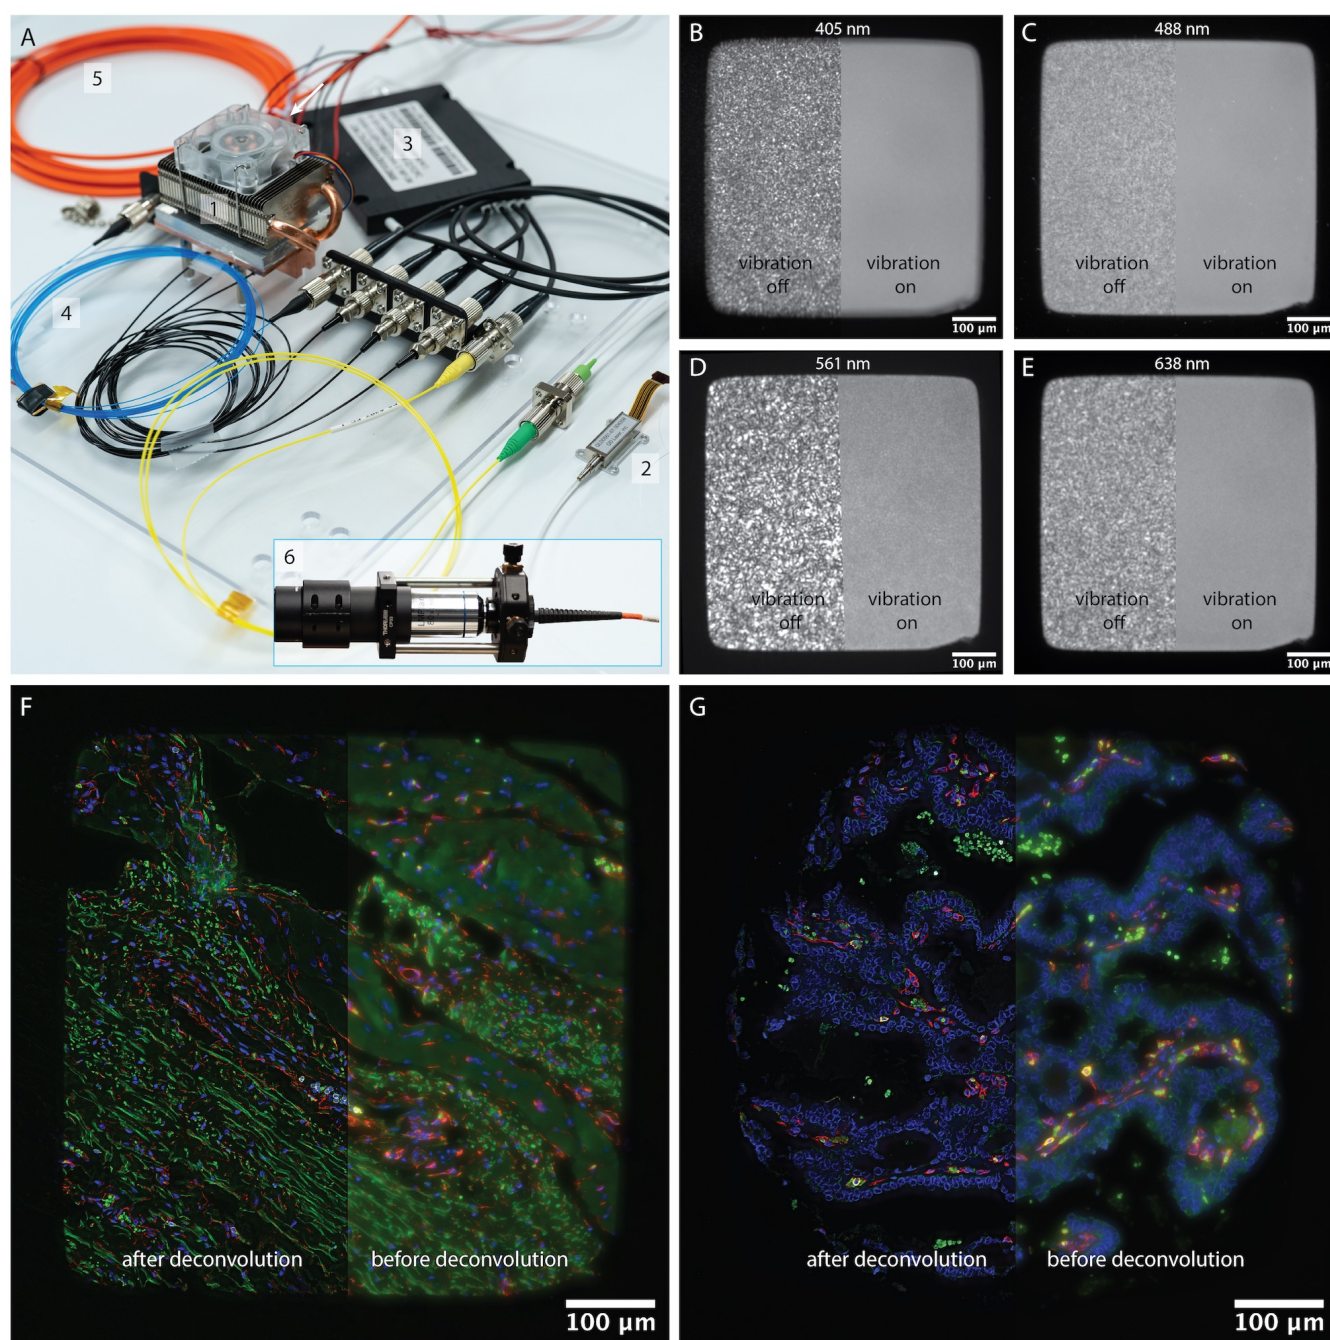 A
5
3
1
4
2
6
THORLABS
B
405 nm
vibration
off
vibration
on
100 µm
C
488 nm
vibration
off
vibration
on
100 µm
D
561 nm
vibration
off
vibration
on
100 µm
E
638 nm
vibration
off
vibration
on
100 µm
F
after deconvolution
before deconvolution
100 µm
G
after deconvolution
before deconvolution
100 µm